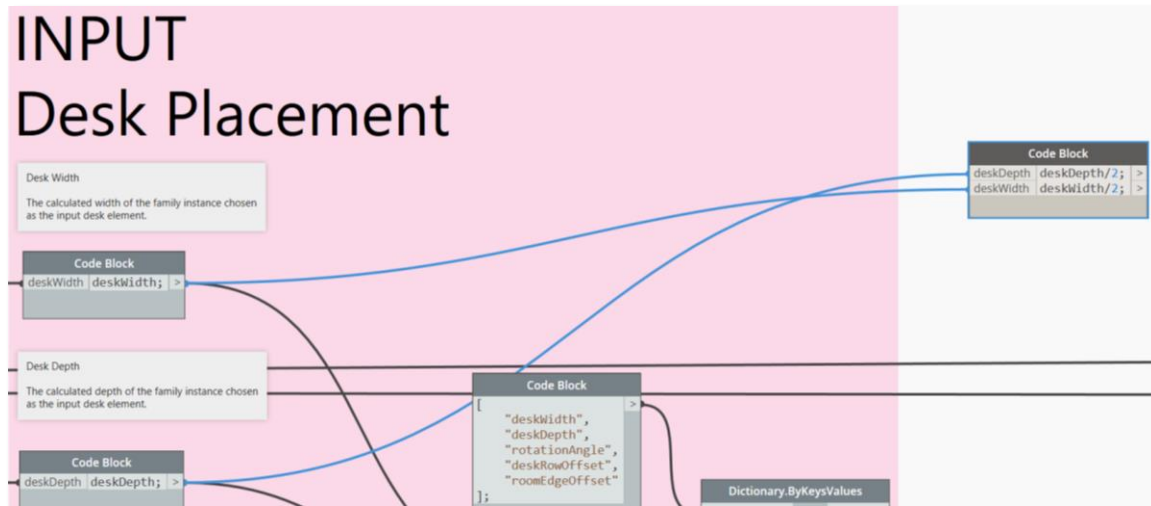 INPUT
Desk Placement
Desk Width
The calculated width of the family instance chosen
as the input desk element.
Code Block
deskWidth deskWidth; >
Desk Depth
The calculated depth of the family instance chosen
as the input desk element.
Code Block
deskDepth deskDepth; >
Code Block
[ >
"deskWidth",
"deskDepth",
"rotationAngle",
"deskRowOffset",
"roomEdgeOffset"
];
Dictionary.ByKeysValues
Code Block
deskDepth deskDepth/2; >
deskWidth deskWidth/2; >